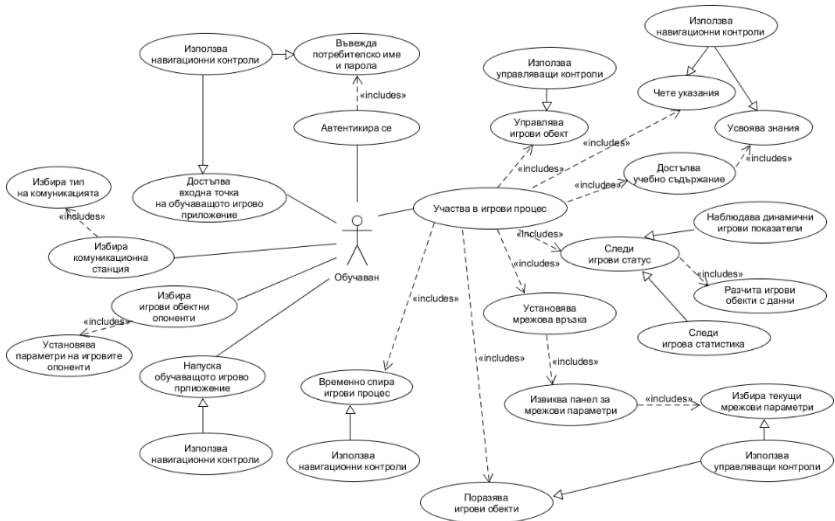 Използва
навигационни контроли
Въвежда
потребителско име
и парола
«includes»
Автентикира се
Използва
управляващи контроли
Използва
навигационни контроли
Чете указания
Управлява
игрови обект
«includes»
«includes»
Усвоява знания
«includes»
Достъпва
учебно съдържание
«includes»
Избира тип
на комуникацията
«includes»
Достълва
входна точка
на обучаващото игрово
приложение
Участва в игрови процес
Наблюдава динамични
игрови показатели
Избира
комуникационна
станция
Обучаван
«includes»
Следи
игрови статус
«includes»
«includes»
Избира
игрови обектни
опоненти
«includes»
Установява
параметри на игровите
опоненти
Установява
мрежова връзка
Разчита игрови
обекти с данни
«includes»
Следи
игрова статистика
«includes»
«includes»
Напуска
обучаващото игрово
прлиожение
Временно спира
игрови процес
Извиква панел за
мрежови параметри
«includes»
Избира текущи
мрежови параметри
Използва
навигационни контроли
Използва
навигационни контроли
Използва
управляващи контроли
Поразява
игрови обекти